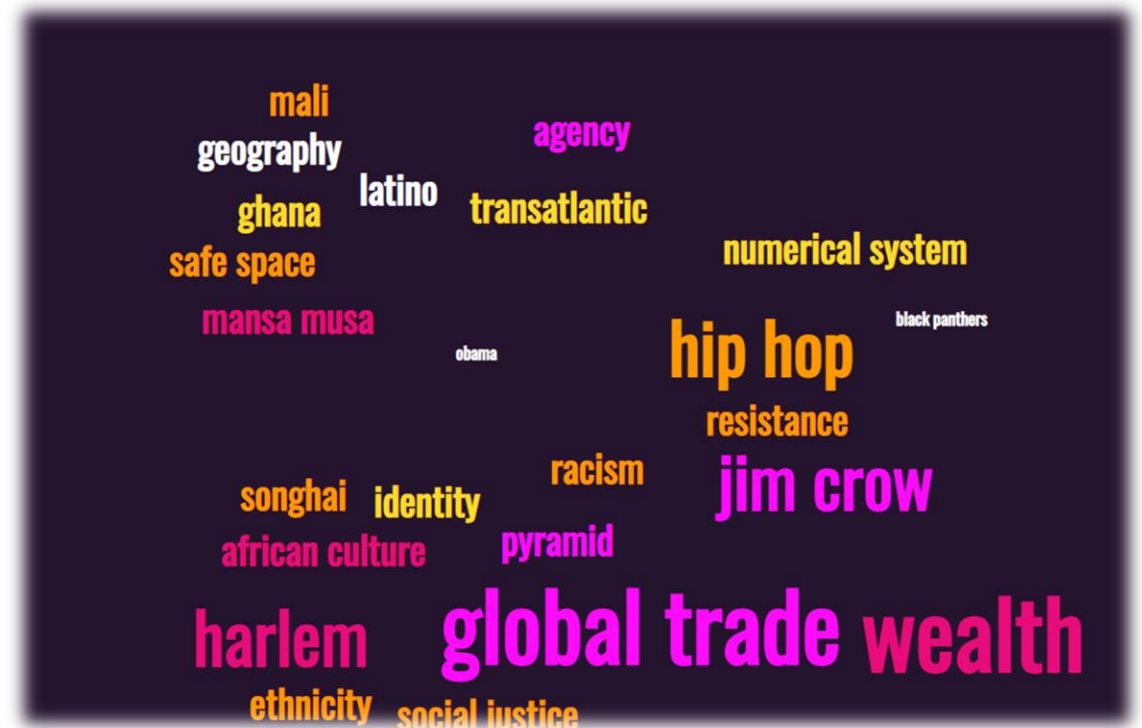 mali
agency
geography
latino
ghana
transatlantic
numerical system
safe space
mansa musa
black panthers
obama
hip hop
resistance
racism
jim crow
songhai
identity
african culture
pyramid
harlem
global trade
wealth
ethnicity
social justice